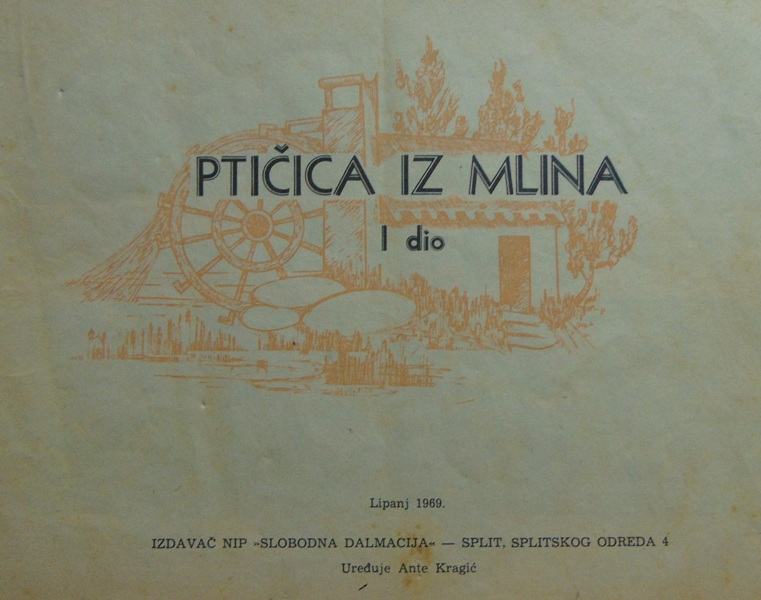 PTIČICA IZ MLINA
I dio
Lipanj 1969.
IZDAVAČ NIP »SLOBODNA DALMACIJA« — SPLIT, SPLITSKOG ODREDA 4
Uređuje Ante Kragić